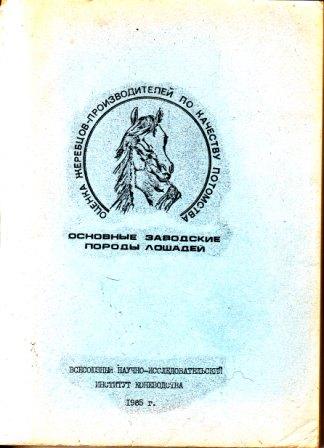 ОЦЕНКА ЖЕРЕБЦОВ-ПРОИЗВОДИТЕЛЕЙ ПО КАЧЕСТВУ ПОТОМСТВА
ОСНОВНЫЕ ЗАВОДСКИЕ
ПОРОДЫ ЛОШАДЕЙ
ВСЕСОЮЗНЫЙ НАУЧНО-ИССЛЕДОВАТЕЛЬСКИЙ
ИНСТИТУТ КОНЕВОДСТВА
1985 г.